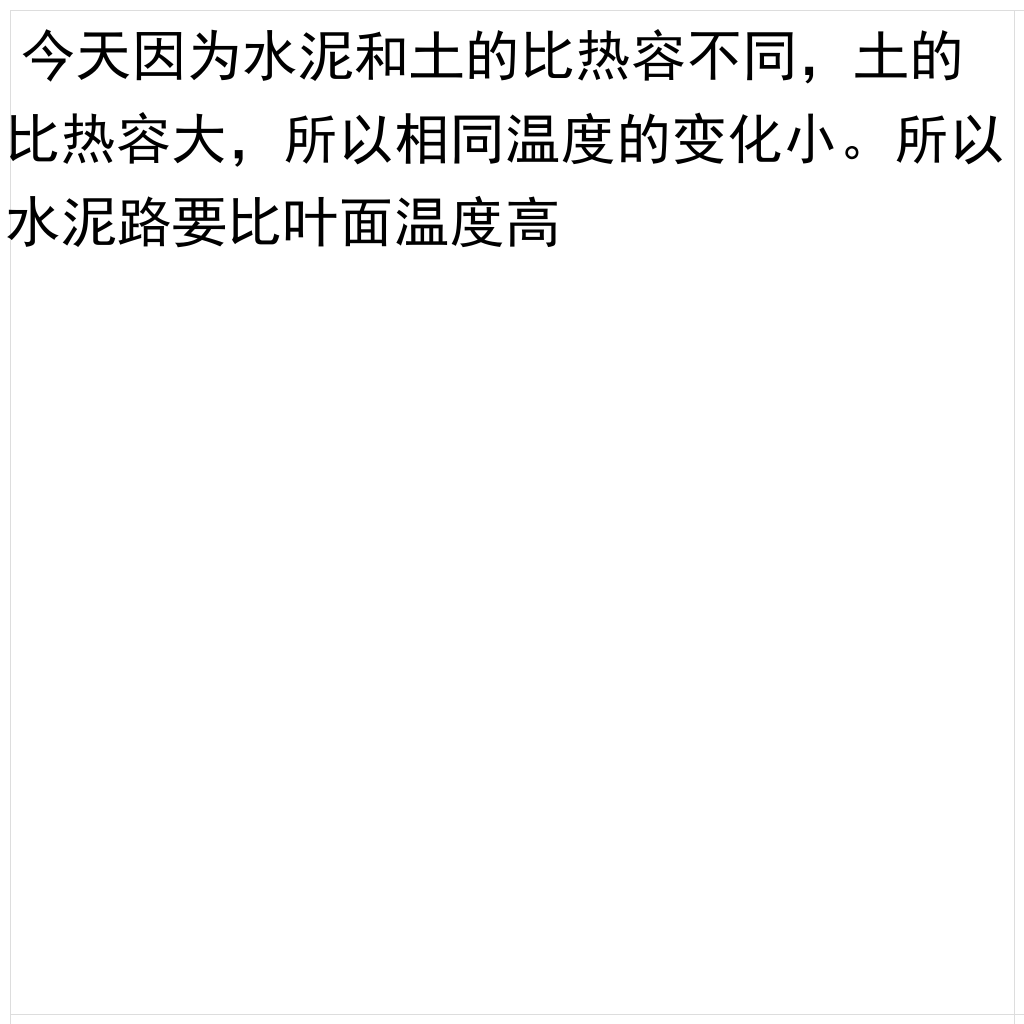 今天因为水泥和土的比热容不同，土的
比热容大，所以相同温度的变化小。所以
水泥路要比叶面温度高